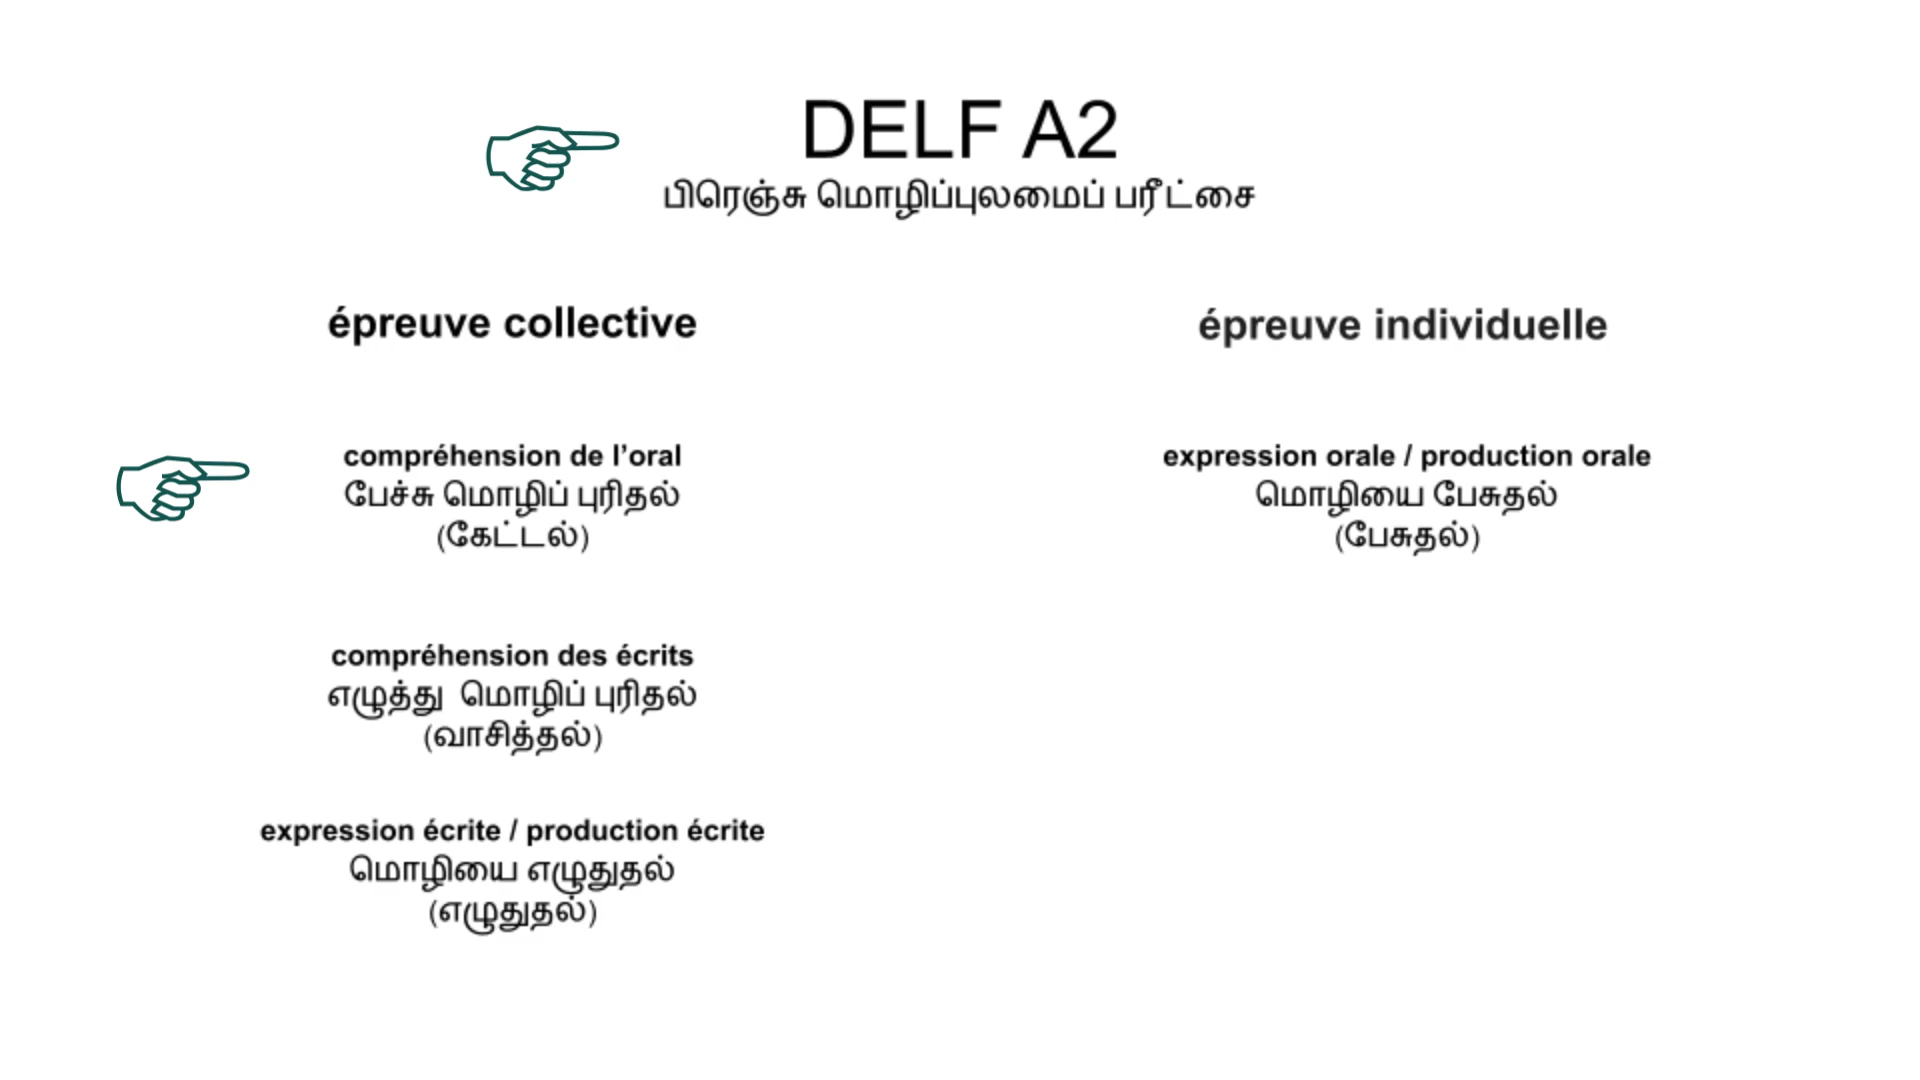 DELF A2
பிரெஞ்சு மொழிப்புலமைப் பரீட்சை
épreuve collective
épreuve individuelle
compréhension de l’oral
பேச்சு மொழிப் புரிதல்
(கேட்டல்)
expression orale / production orale
மொழியை பேசுதல்
(பேசுதல்)
compréhension des écrits
எழுத்து மொழிப் புரிதல்
(வாசித்தல்)
expression écrite / production écrite
மொழியை எழுதுதல்
(எழுதுதல்)